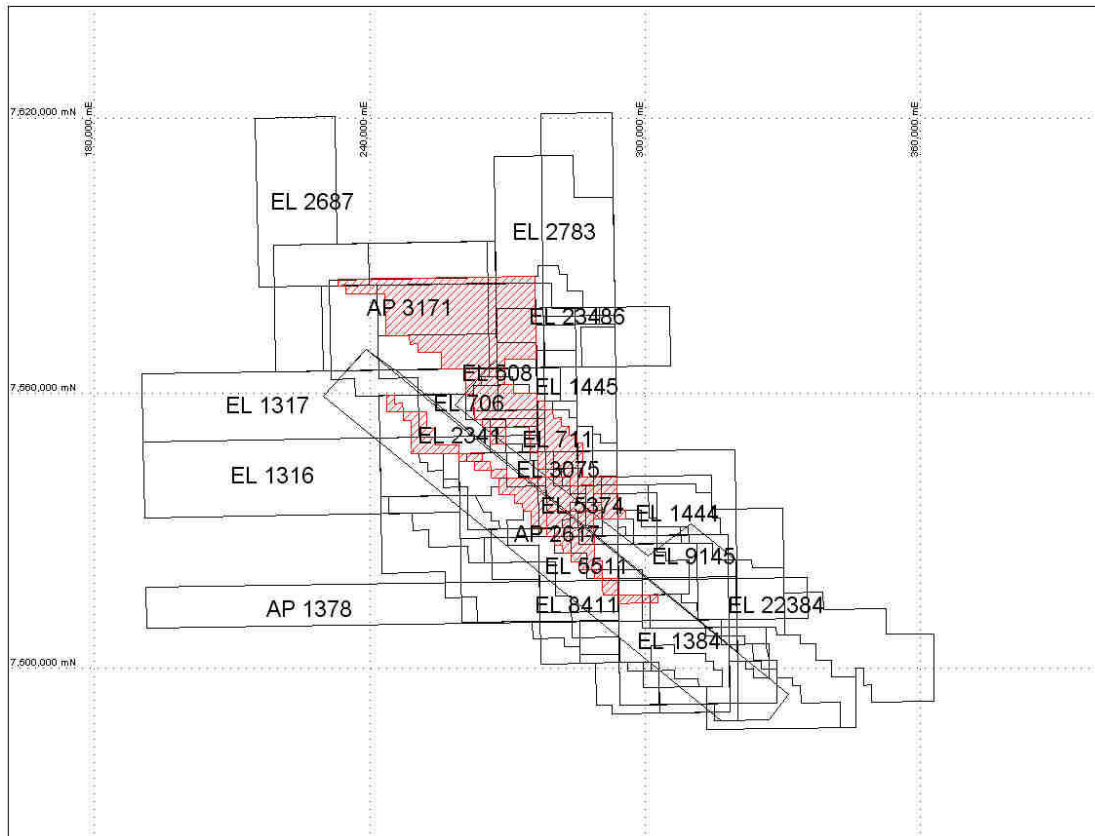 7,620,000 mN
180,000 mE
240,000 mE
300,000 mE
360,000 mE
EL 2687
EL 2783
AP 3171
EL 23486
EL 508
EL 1445
7,560,000 mN
EL 1317
EL 706
EL 2341
EL 711
EL 1316
EL 3075
EL 5374
EL 1444
AP 2617
EL 9145
EL 5511
AP 1378
EL 8411
EL 22384
EL 1384
7,500,000 mN